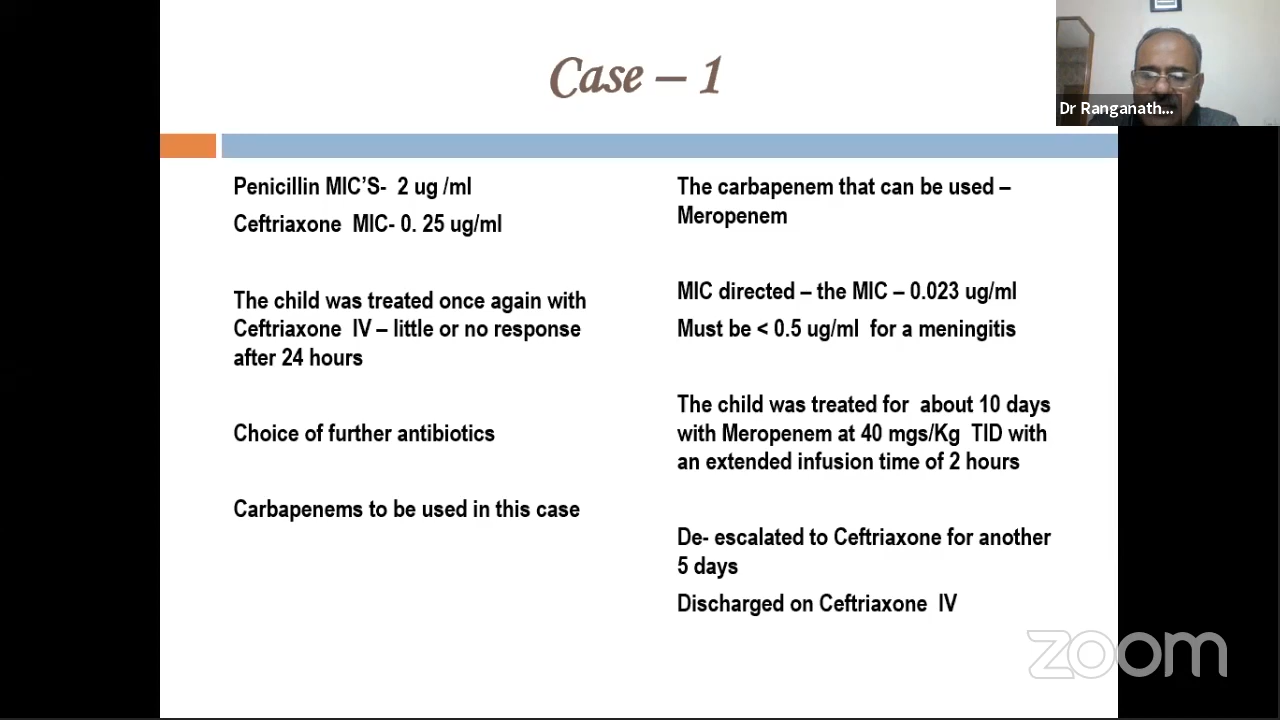 Case – 1
Dr Ranganath...
Penicillin MIC'S-  2 ug /ml
Ceftriaxone  MIC- 0. 25 ug/ml
The child was treated once again with
Ceftriaxone  IV – little or no response
after 24 hours
Choice of further antibiotics
Carbapenems to be used in this case
The carbapenem that can be used –
Meropenem
MIC directed – the MIC – 0.023 ug/ml
Must be < 0.5 ug/ml  for a meningitis
The child was treated for  about 10 days
with Meropenem at 40 mgs/Kg  TID with
an extended infusion time of 2 hours
De- escalated to Ceftriaxone for another
5 days
Discharged on Ceftriaxone  IV
zoom